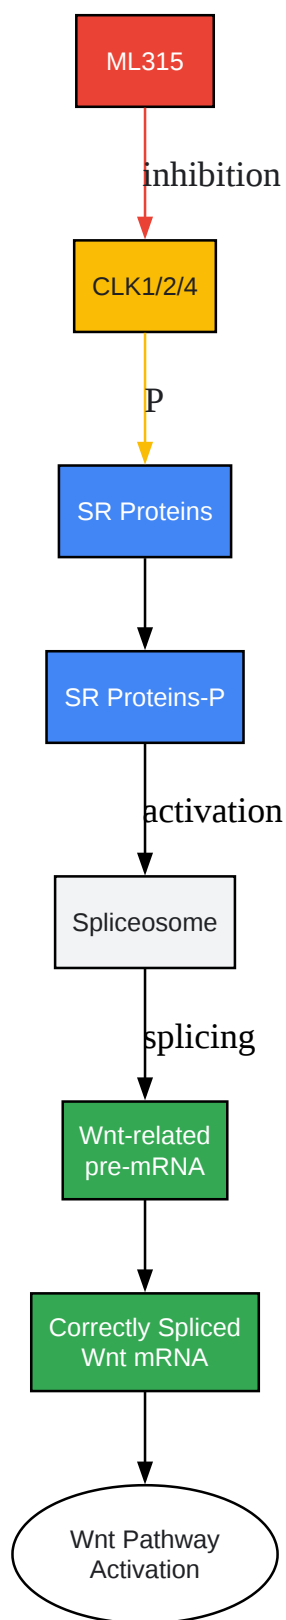 ML315
inhibition
CLK1/2/4
P
SR Proteins
SR Proteins-P
activation
Spliceosome
splicing
Wnt-related
pre-mRNA
Correctly Spliced
Wnt mRNA
Wnt Pathway
Activation